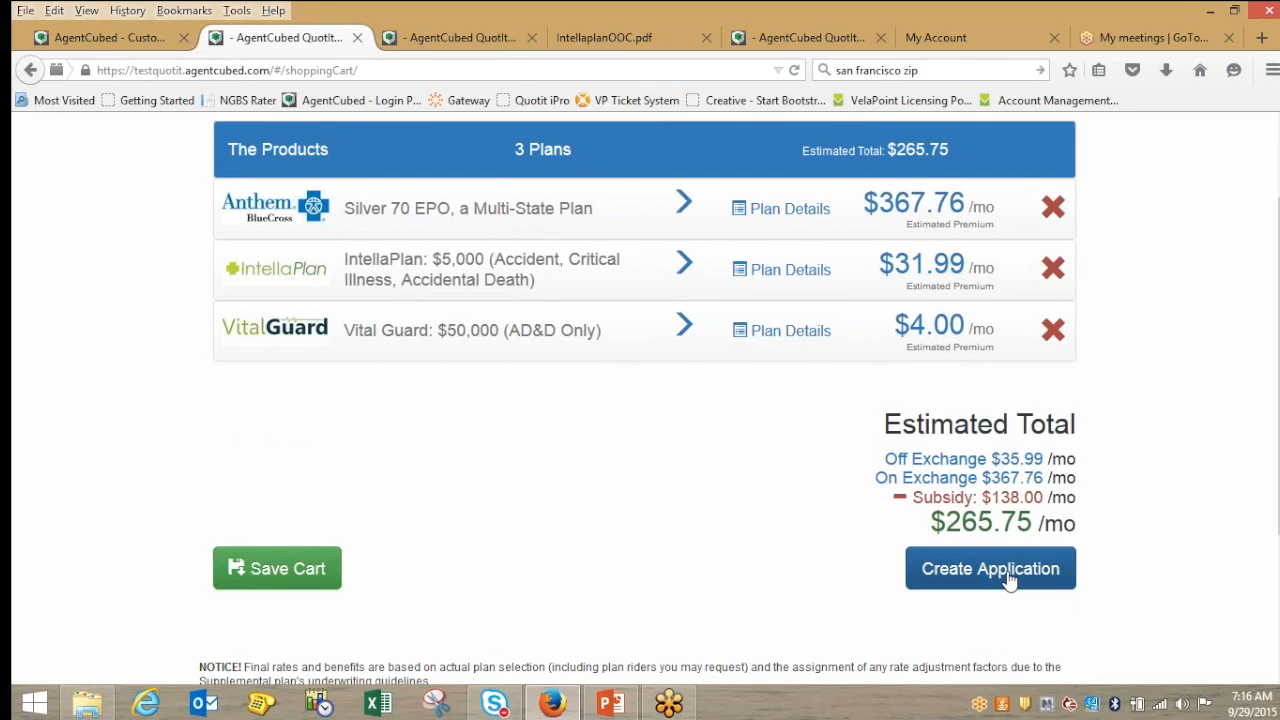 File Edit View History Bookmarks Tools Help
AgentCubed - Custo... - AgentCubed QuotIt... - AgentCubed QuotIt... IntellaplanOOC.pdf - AgentCubed QuotIt... My Account My meetings | GoTo...
https://testquotit.agentcubed.com/#/shoppingCart/ san francisco zip
Most Visited Getting Started NGBS Rater AgentCubed - Login P... Gateway Quotit iPro VP Ticket System Creative - Start Bootstr... VelaPoint Licensing Po... Account Management...
The Products 3 Plans Estimated Total: $265.75
Anthem. BlueCross Silver 70 EPO, a Multi-State Plan Plan Details $367.76 /mo
Estimated Premium
IntellaPlan IntellaPlan: $5,000 (Accident, Critical Illness, Accidental Death) Plan Details $31.99 /mo
Estimated Premium
VitalGuard Vital Guard: $50,000 (AD&D Only) Plan Details $4.00 /mo
Estimated Premium
Estimated Total
Off Exchange $35.99 /mo
On Exchange $367.76 /mo
Subsidy: $138.00 /mo
$265.75 /mo
Save Cart Create Application
NOTICE! Final rates and benefits are based on actual plan selection (including plan riders you may request) and the assignment of any rate adjustment factors due to the
Supplemental plan's underwriting guidelines.
7:16 AM
9/29/2015